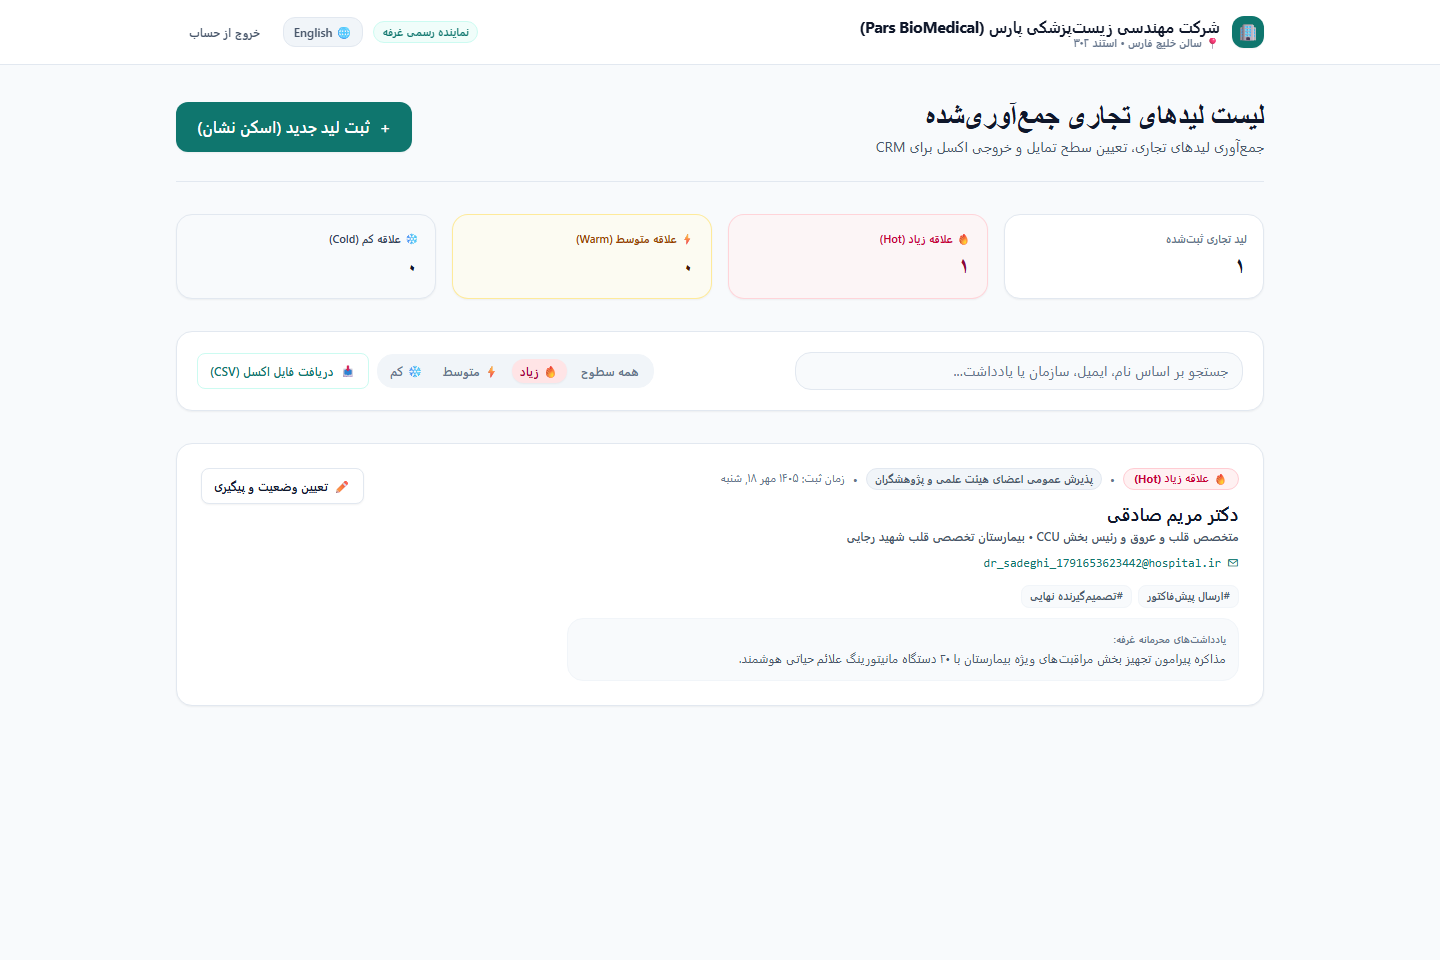 شرکت مهندسی زیست‌پزشکی پارس (Pars BioMedical)
سالن خلیج فارس • استند ۳۰۲
نماینده رسمی غرفه
English
خروج از حساب
لیست لیدهای تجاری جمع‌آوری‌شده
جمع‌آوری لیدهای تجاری، تعیین سطح تمایل و خروجی اکسل برای CRM
+ ثبت لید جدید (اسکن نشان)
لید تجاری ثبت‌شده
۱
علاقه زیاد (Hot)
۱
علاقه متوسط (Warm)
۰
علاقه کم (Cold)
۰
جستجو بر اساس نام، ایمیل، سازمان یا یادداشت...
همه سطوح
زیاد
متوسط
کم
دریافت فایل اکسل (CSV)
علاقه زیاد (Hot) • پذیرش عمومی اعضای هیئت علمی و پژوهشگران • زمان ثبت: ۱۴۰۵ مهر ۱۸, شنبه
تعیین وضعیت و پیگیری
دکتر مریم صادقی
متخصص قلب و عروق و رئیس بخش CCU • بیمارستان تخصصی قلب شهید رجایی
dr_sadeghi_1791653623442@hospital.ir
#ارسال پیش‌فاکتور
#تصمیم‌گیرنده نهایی
یادداشت‌های محرمانه غرفه:
مذاکره پیرامون تجهیز بخش مراقبت‌های ویژه بیمارستان با ۲۰ دستگاه مانیتورینگ علائم حیاتی هوشمند.